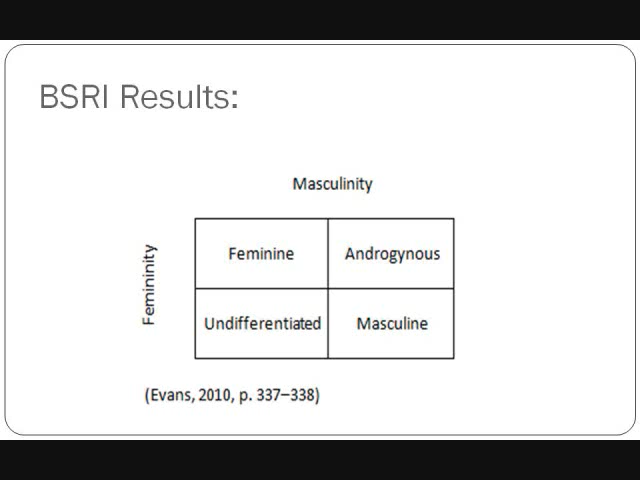 BSRI Results:
Masculinity
Femininity
Feminine
Androgynous
Undifferentiated
Masculine
(Evans, 2010, p. 337–338)